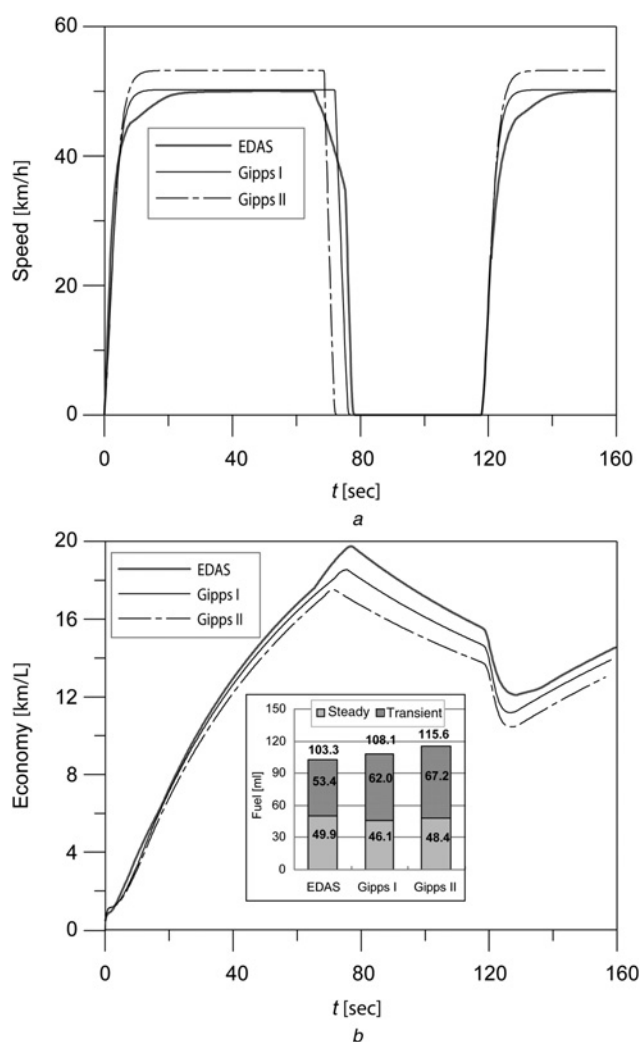 60
40
20
0
Speed [km/h]
EDAS
Gipps I
Gipps II
0 40 80 120 160
t [sec]
a
20
16
12
8
4
0
Economy [km/L]
EDAS
Gipps I
Gipps II
150
120
90
60
30
0
Fuel [ml]
Steady Transient
103.3 108.1 115.6
53.4 62.0 67.2
49.9 46.1 48.4
EDAS Gipps I Gipps II
0 40 80 120 160
t [sec]
b